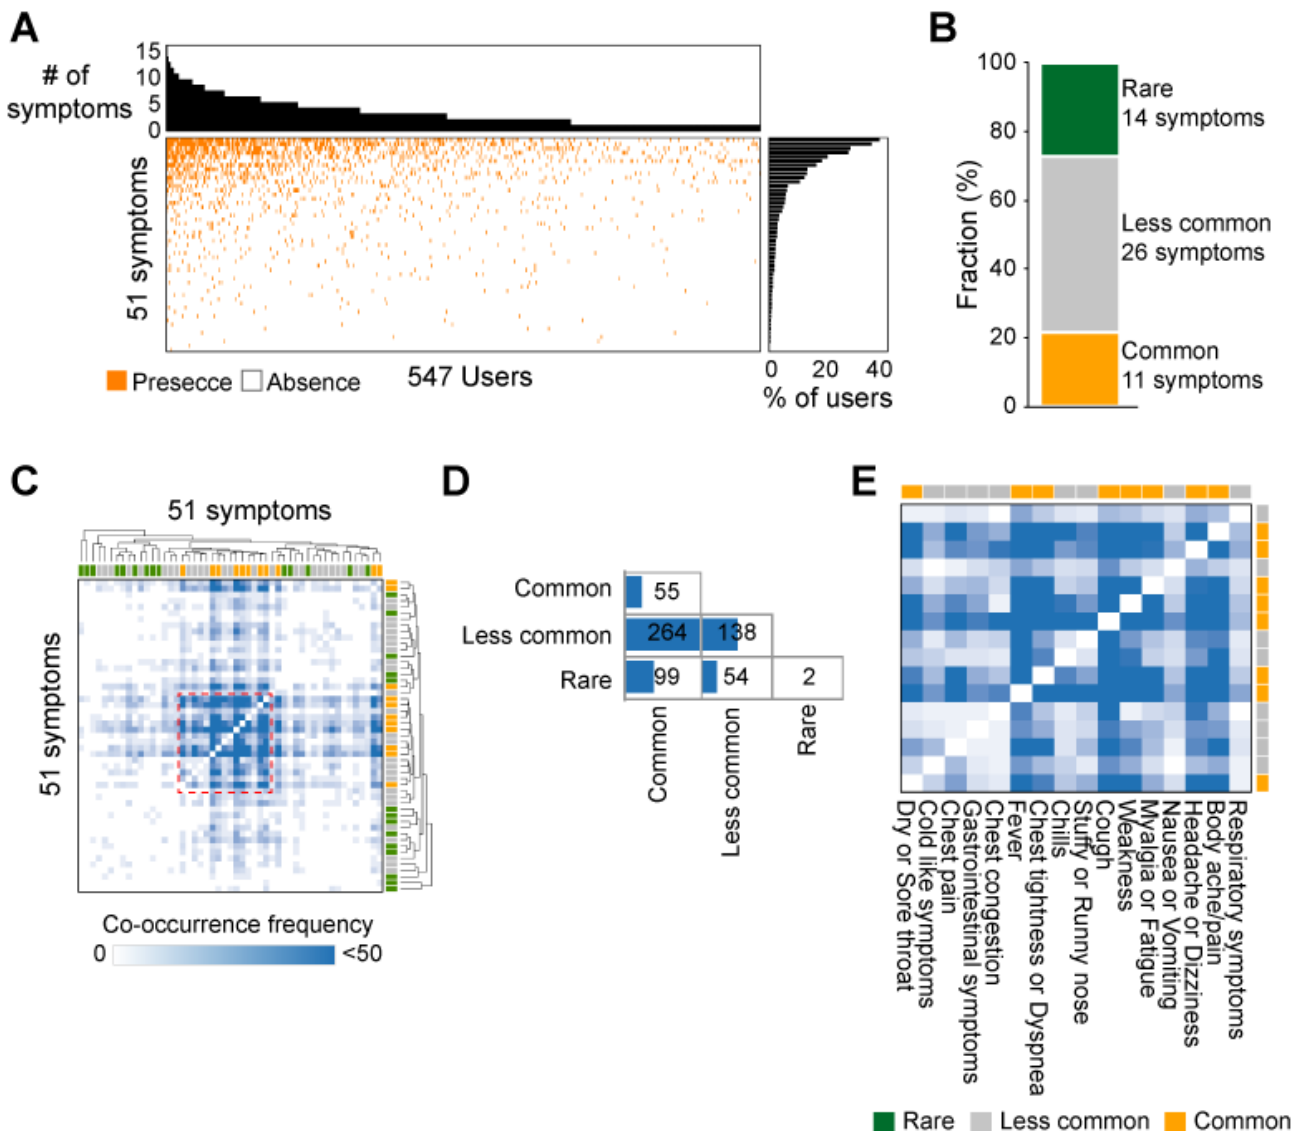 A
# of
symptoms
15
10
5
0
51 symptoms
Presecce
Absence
547 Users
0 20 40
% of users
B
Fraction (%)
100
80
60
40
20
0
Rare
14 symptoms
Less common
26 symptoms
Common
11 symptoms
C
51 symptoms
51 symptoms
Co-occurrence frequency
0
<50
D
Common
55
Less common
264 138
Rare
99 54 2
Common
Less common
Rare
E
Dry or Sore throat
Cold like symptoms
Chest pain
Gastrointestinal symptoms
Chest congestion
Fever
Chest tightness or Dyspnea
Chills
Stuffy or Runny nose
Cough
Weakness
Myalgia or Fatigue
Nausea or Vomiting
Headache or Dizziness
Body ache/pain
Respiratory symptoms
Rare
Less common
Common